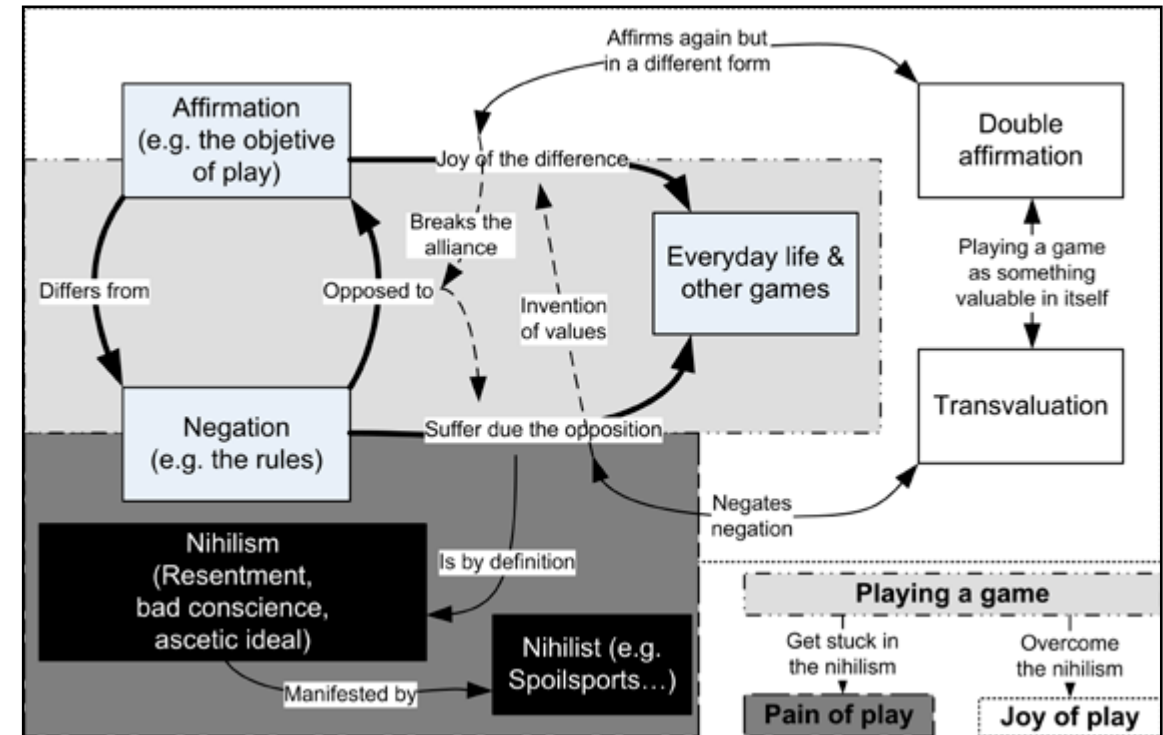 Affirms again but
in a different form
Affirmation
(e.g. the objetive
of play)
Double
affirmation
Joy of the difference
Breaks the
alliance
Everyday life &
other games
Playing a game
as something
valuable in itself
Differs from
Opposed to
Invention
of values
Transvaluation
Negation
(e.g. the rules)
Suffer due the opposition
Negates
negation
Nihilism
(Resentment,
bad conscience,
ascetic ideal)
Is by definition
Nihilist (e.g.
Spoilsports...)
Manifested by
Playing a game
Get stuck in
the nihilism
Overcome
the nihilism
Pain of play
Joy of play